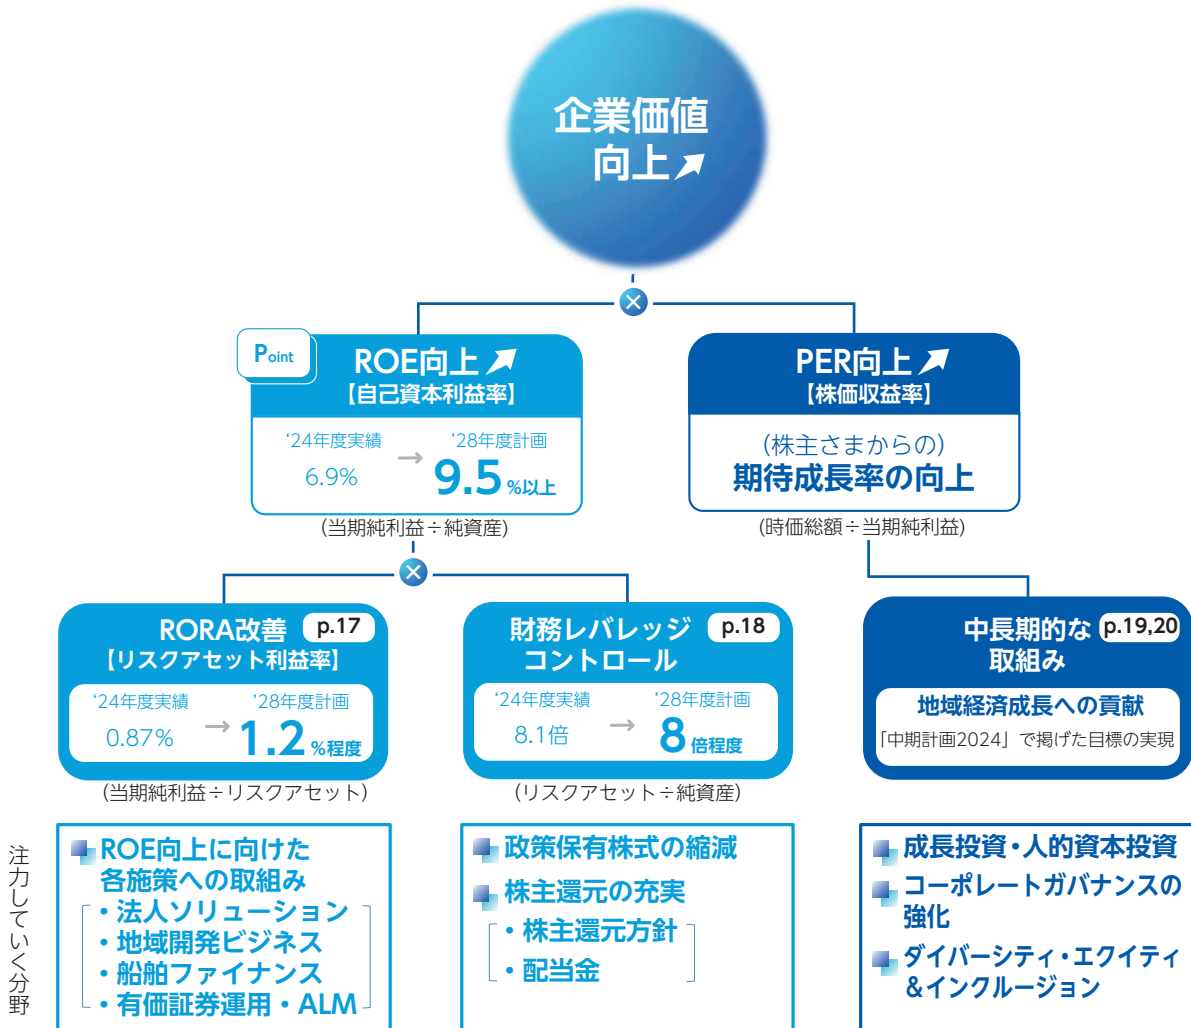 企業価値
向上
Point
ROE向上
【自己資本利益率】
‘24年度実績
6.9%
→
’28年度計画
9.5%以上
(当期純利益÷純資産)
PER向上
【株価収益率】
(株主さまからの)
期待成長率の向上
(時価総額÷当期純利益)
RORA改善
p.17
【リスクアセット利益率】
‘24年度実績
0.87%
→
’28年度計画
1.2%程度
(当期純利益÷リスクアセット)
財務レバレッジ
コントロール
p.18
‘24年度実績
8.1倍
→
’28年度計画
8倍程度
(リスクアセット÷純資産)
中長期的な
取組み
p.19,20
地域経済成長への貢献
「中期計画2024」で掲げた目標の実現
注力していく分野
ROE向上に向けた
各施策への取組み
・法人ソリューション
・地域開発ビジネス
・船舶ファイナンス
・有価証券運用・ALM
政策保有株式の縮減
株主還元の充実
・株主還元方針
・配当金
成長投資・人的資本投資
コーポレートガバナンスの
強化
ダイバーシティ・エクイティ
&インクルージョン